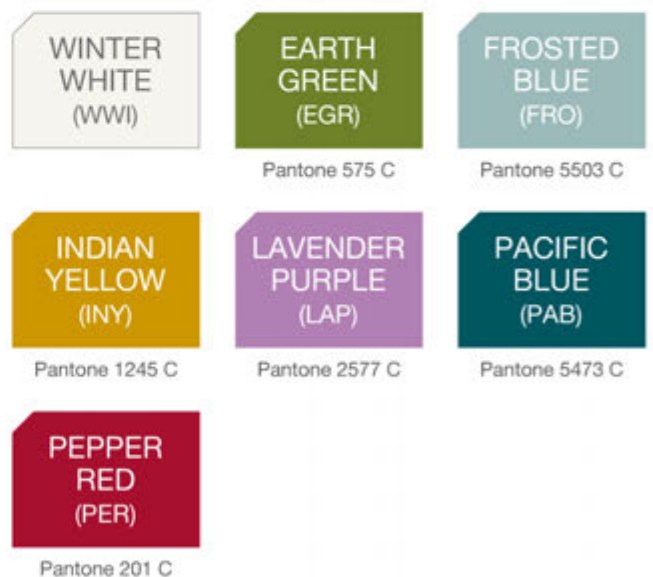 WINTER
WHITE
(WWI)
EARTH
GREEN
(EGR)
Pantone 575 C
FROSTED
BLUE
(FRO)
Pantone 5503 C
INDIAN
YELLOW
(INY)
Pantone 1245 C
LAVENDER
PURPLE
(LAP)
Pantone 2577 C
PACIFIC
BLUE
(PAB)
Pantone 5473 C
PEPPER
RED
(PER)
Pantone 201 C